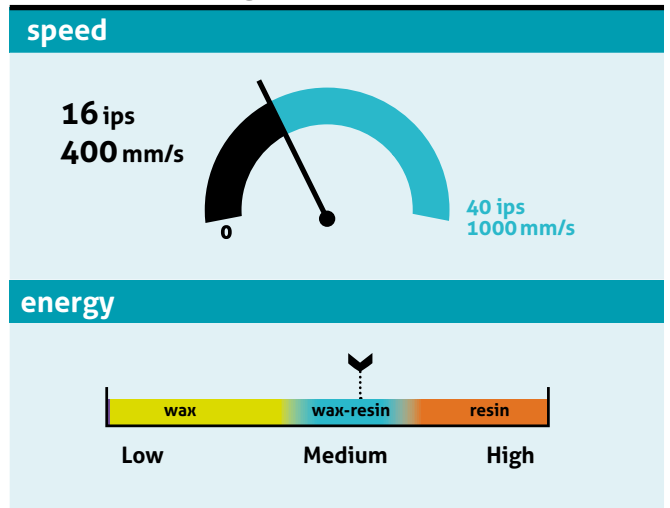 speed
16 ips
400 mm/s
0
40 ips
1000 mm/s
energy
wax wax-resin resin
Low Medium High